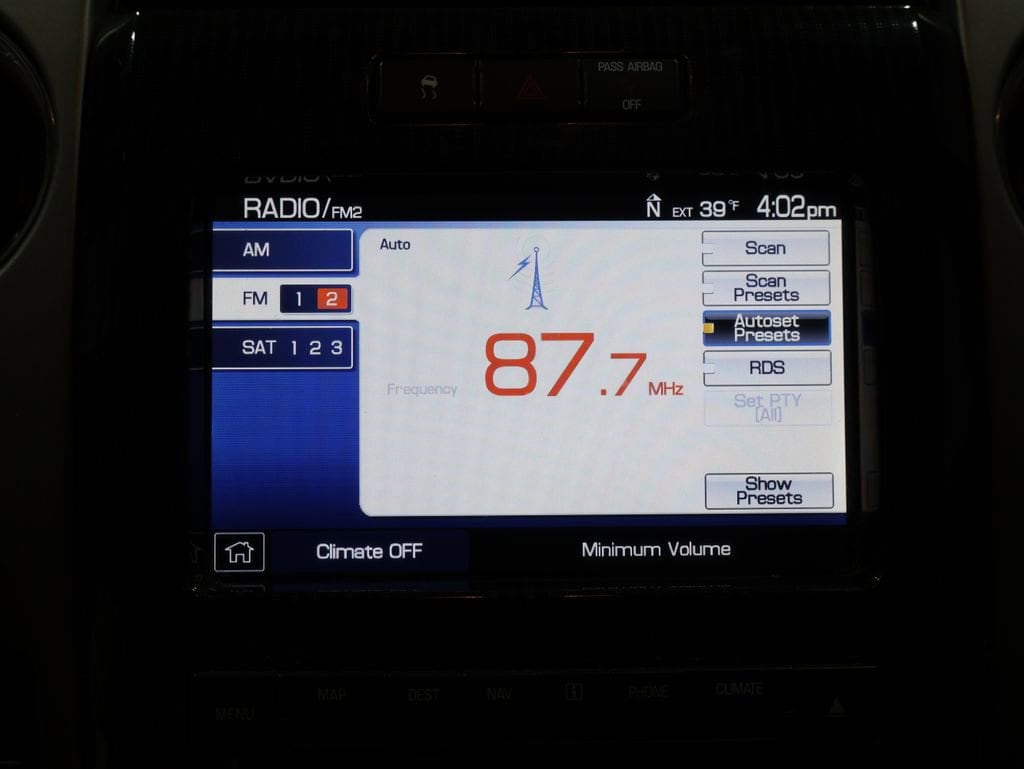 PASS AIRBAG
OFF
RADIO/FM2
N EXT 39°F 4:02pm
AM
FM 1 2
SAT 1 2 3
Auto
Frequency 87.7 MHz
Scan
Scan
Presets
Autoset
Presets
RDS
Set PTY
[All]
Show
Presets
Climate OFF
Minimum Volume
MENU
MAP
DEST
NAV
i
PHONE
CLIMATE